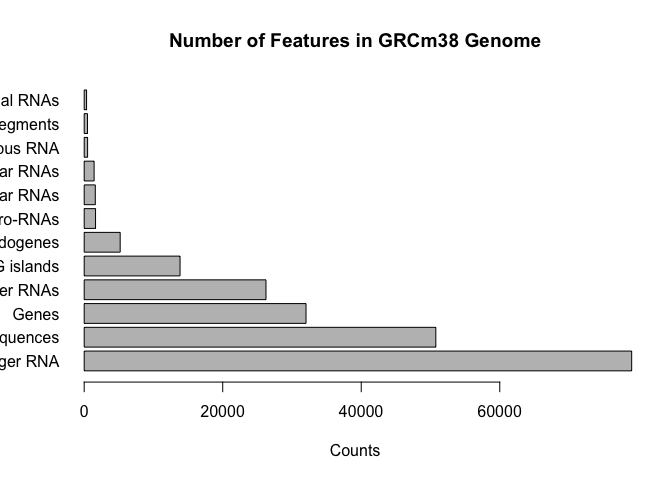 Number of Features in GRCm38 Genome
al RNAs
egments
ous RNA
ar RNAs
ar RNAs
ro-RNAs
dogenes
G islands
er RNAs
Genes
quences
ger RNA
0 20000 40000 60000
Counts